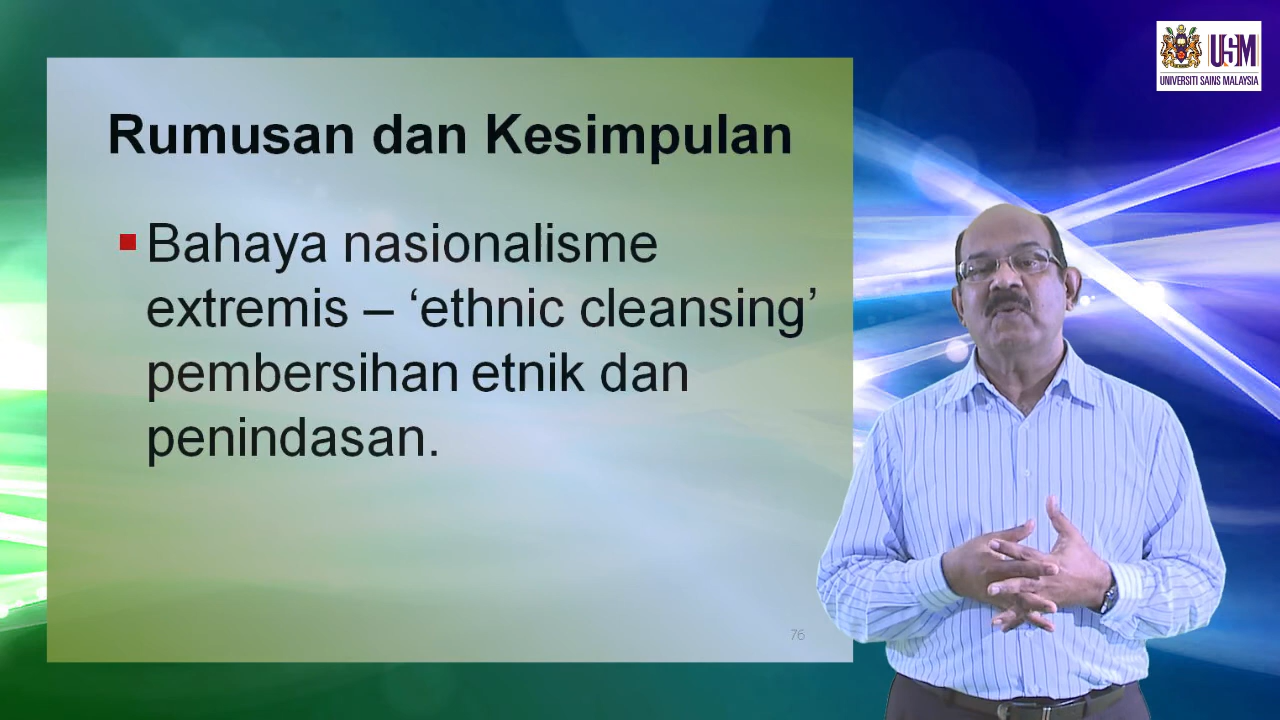 USM
UNIVERSITI SAINS MALAYSIA
Rumusan dan Kesimpulan
Bahaya nasionalisme
extremis – ‘ethnic cleansing’
pembersihan etnik dan
penindasan.
76